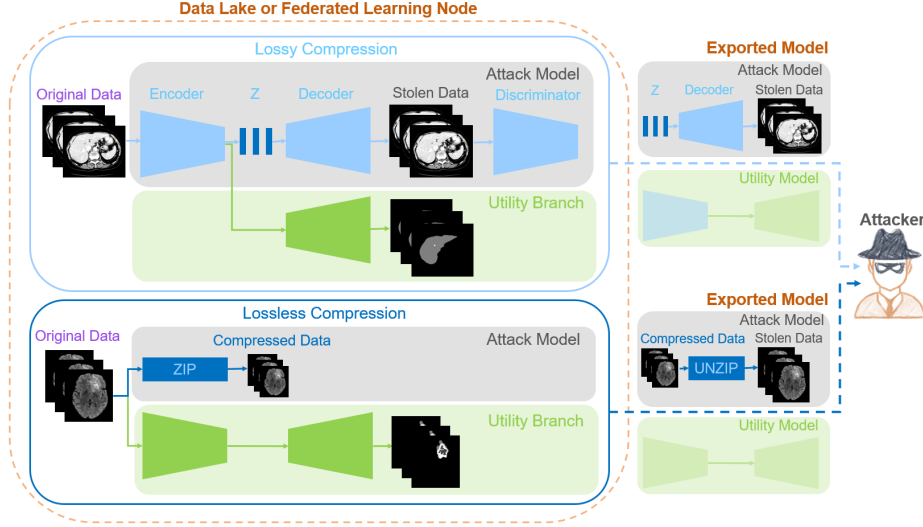 Data Lake or Federated Learning Node
Lossy Compression
Attack Model
Original Data
Encoder
Z
Decoder
Stolen Data
Discriminator
Utility Branch
Exported Model
Attack Model
Z
Decoder
Stolen Data
Utility Model
Attacker
Lossless Compression
Original Data
Compressed Data
Attack Model
ZIP
Utility Branch
Exported Model
Attack Model
Compressed Data
Stolen Data
UNZIP
Utility Model